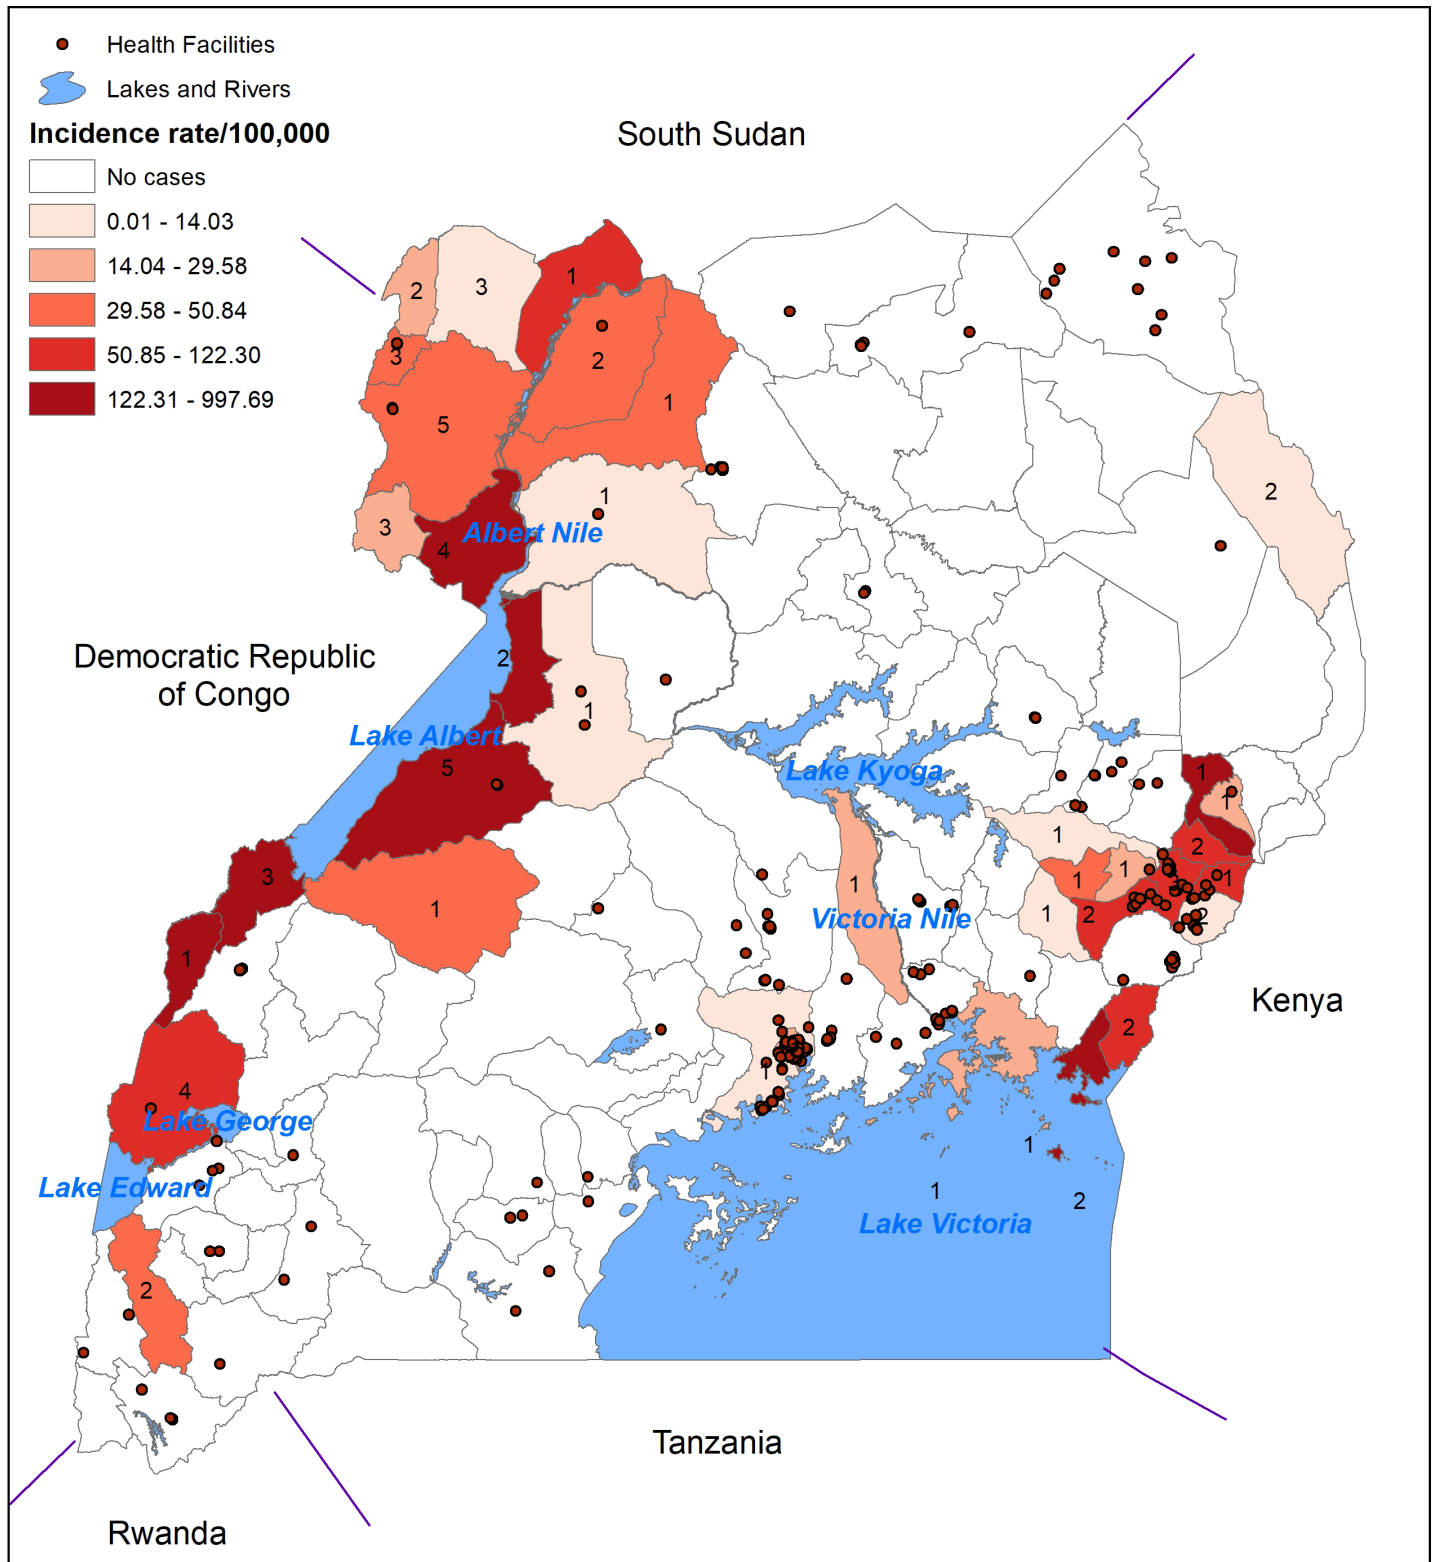 Health Facilities
Lakes and Rivers
Incidence rate/100,000
No cases
0.01 - 14.03
14.04 - 29.58
29.58 - 50.84
50.85 - 122.30
122.31 - 997.69
South Sudan
1
2
3
2
3
1
5
2
1
3
4
Albert Nile
Democratic Republic
of Congo
2
1
Lake Albert
5
Lake Kyoga
1
1
1
2
3
1
1
1
1
1
2
2
1
Victoria Nile
1
Kenya
2
1
4
Lake George
1
Lake Edward
1
2
Lake Victoria
2
Tanzania
Rwanda